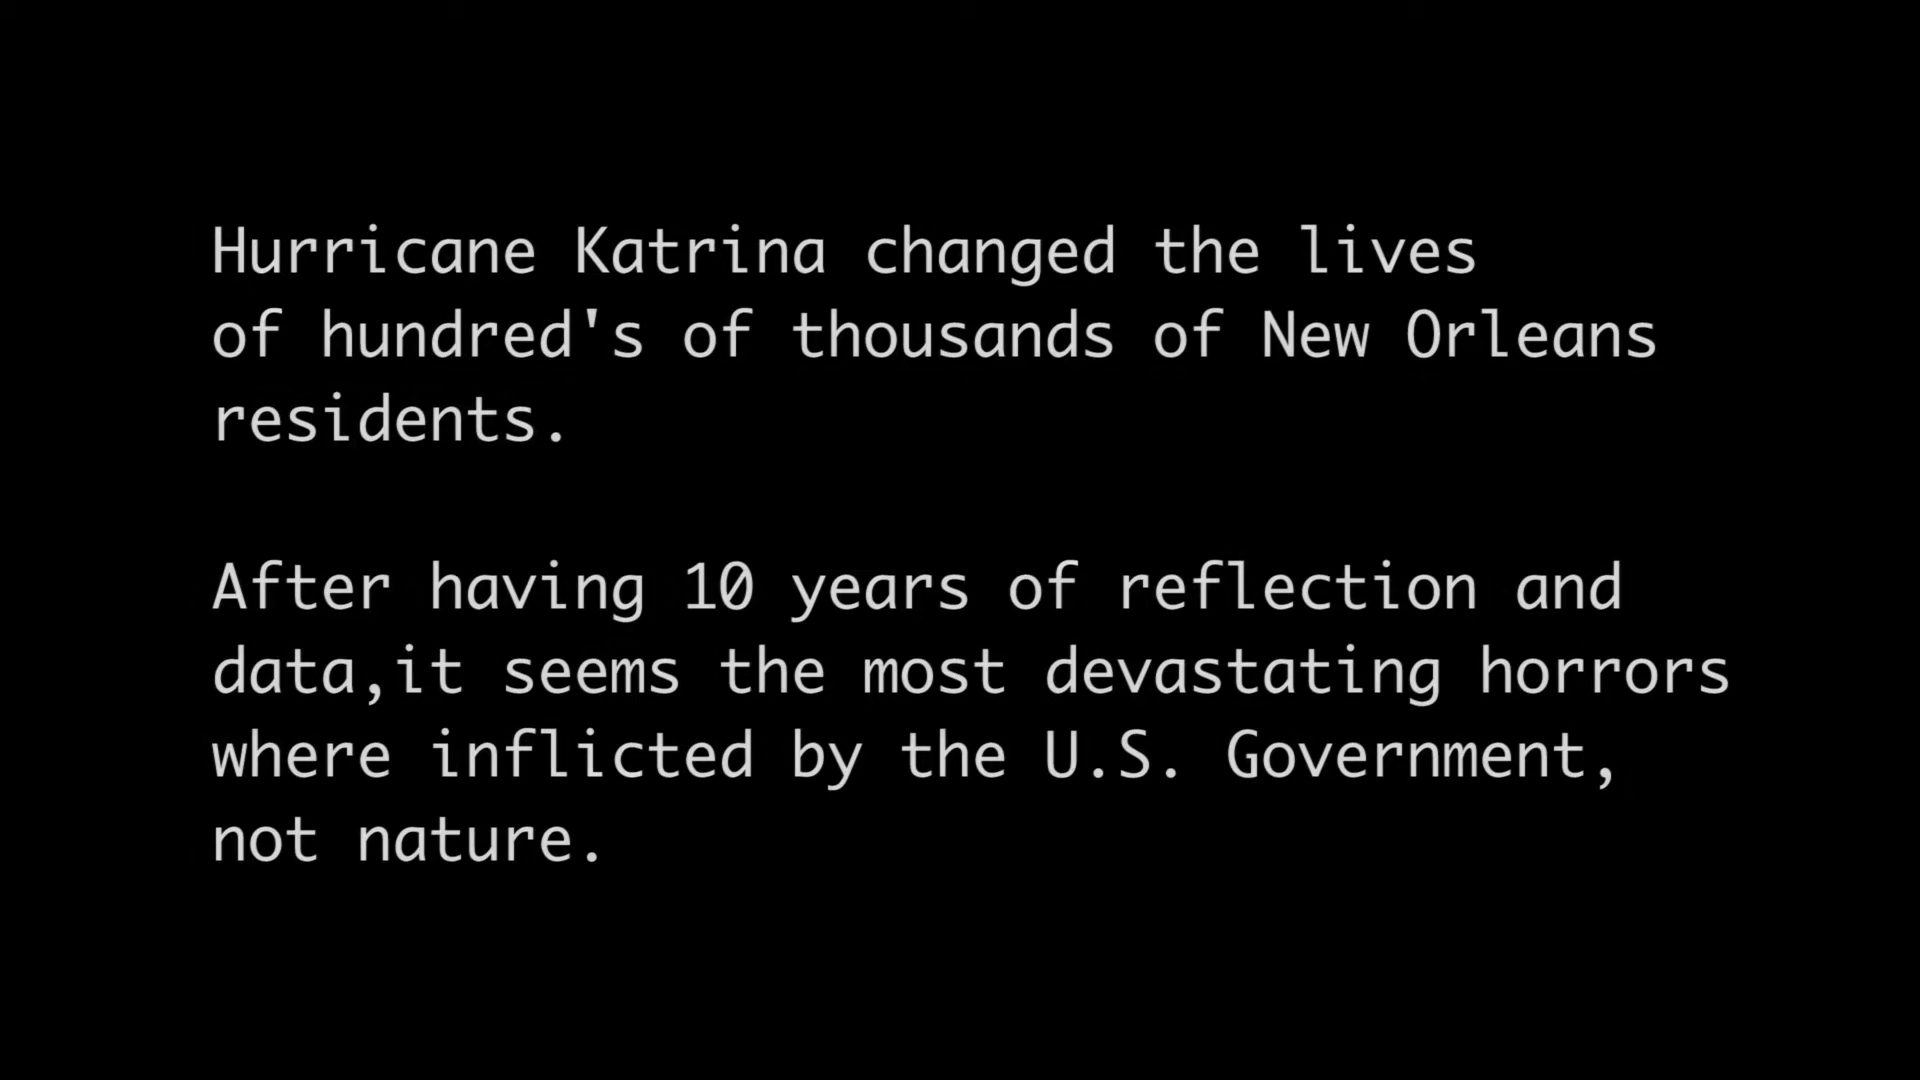 Hurricane Katrina changed the lives
of hundred's of thousands of New Orleans
residents.
After having 10 years of reflection and
data,it seems the most devastating horrors
where inflicted by the U.S. Government,
not nature.